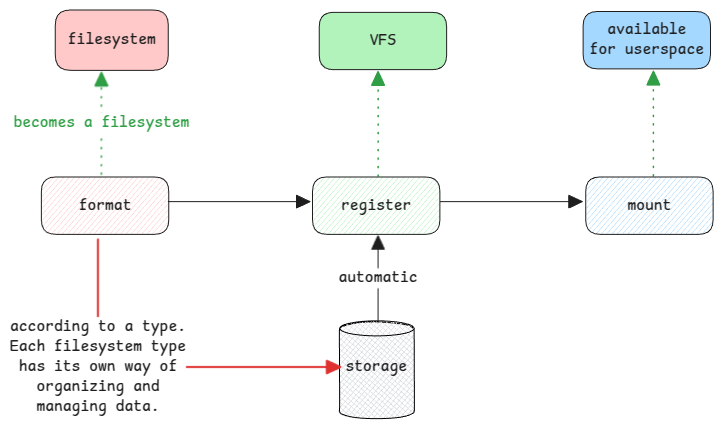 filesystem
VFS
available
for userspace
becomes a filesystem
format
register
mount
automatic
according to a type.
Each filesystem type
has its own way of
organizing and
managing data.
storage